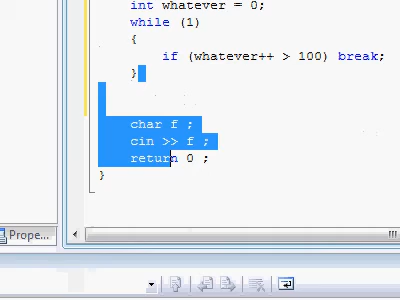 int whatever = 0;
while (1)
{
if (whatever++ > 100) break;
}
char f ;
cin >> f ;
return 0 ;
}
Prope...